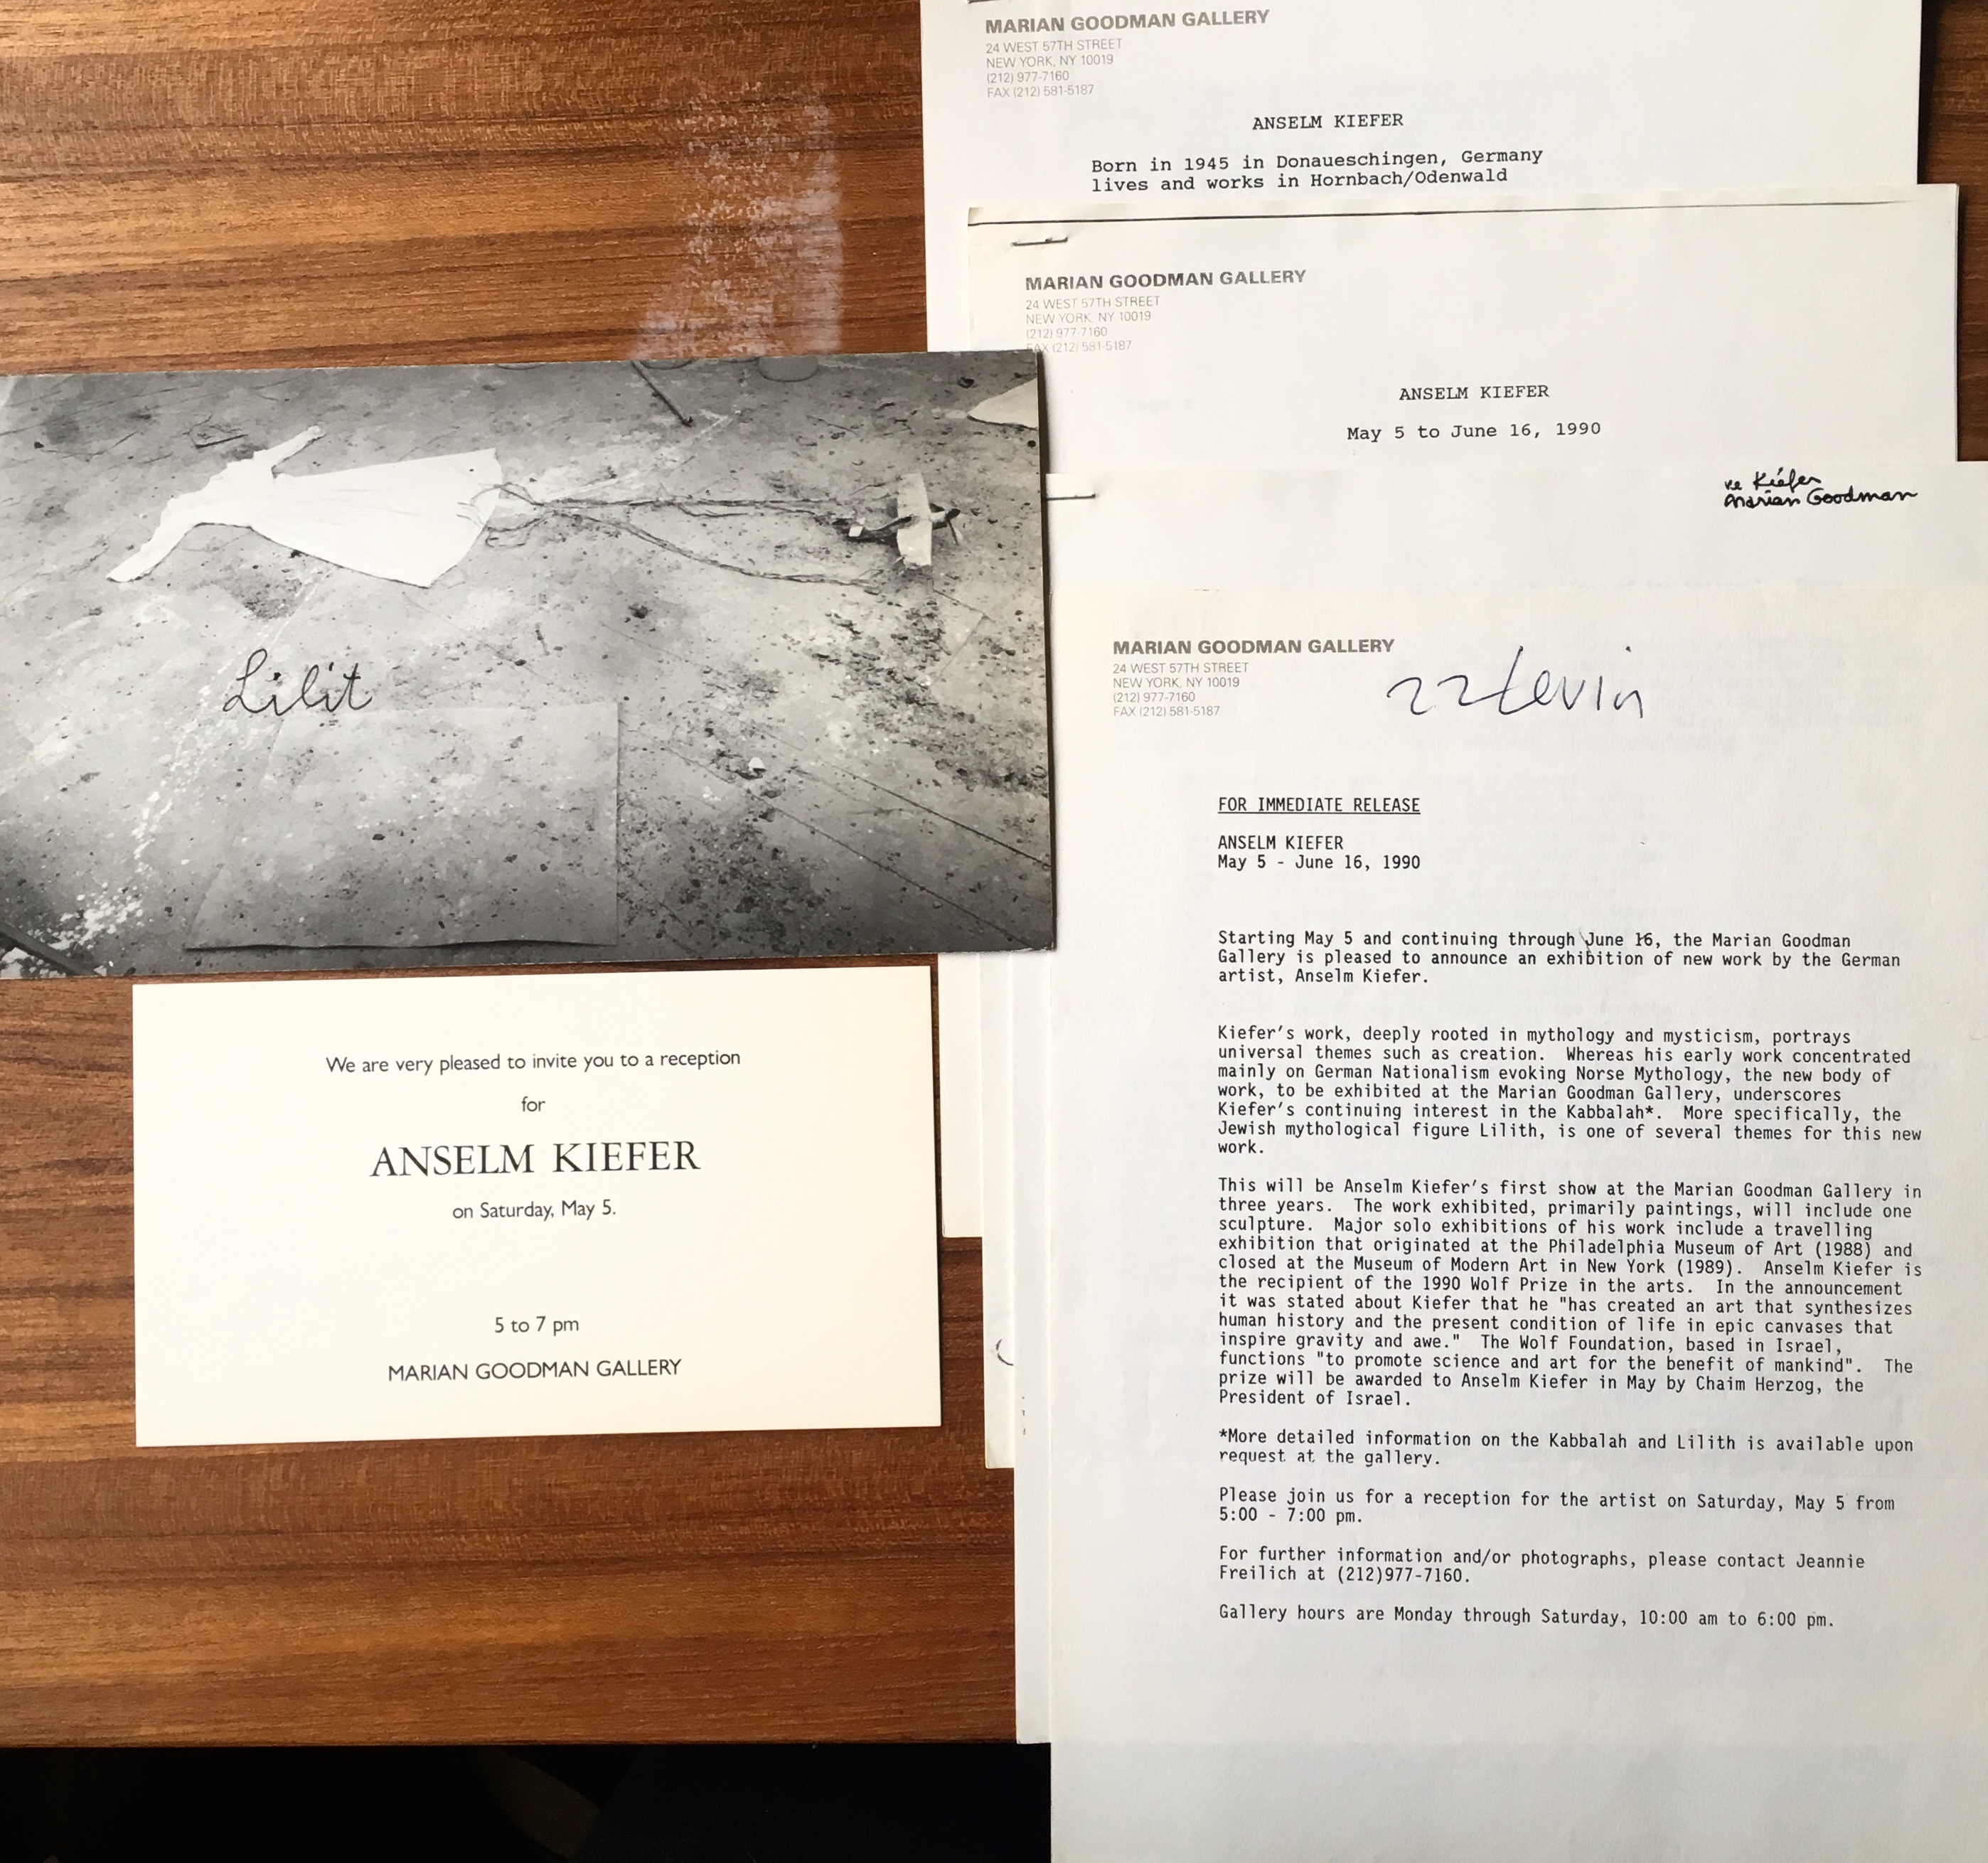 MARIAN GOODMAN GALLERY
24 WEST 57TH STREET
NEW YORK, NY 10019
(212) 977-7160
FAX (212) 581-5187
ANSELM KIEFER
Born in 1945 in Donaueschingen, Germany
lives and works in Hornbach/Odenwald
MARIAN GOODMAN GALLERY
24 WEST 57TH STREET
NEW YORK, NY 10019
(212) 977-7160
FAX (212) 581-5187
ANSELM KIEFER
May 5 to June 16, 1990
re Kiefer
Marian Goodman
Lilit
We are very pleased to invite you to a reception
for
ANSELM KIEFER
on Saturday, May 5.
5 to 7 pm
MARIAN GOODMAN GALLERY
MARIAN GOODMAN GALLERY
24 WEST 57TH STREET
NEW YORK, NY 10019
(212) 977-7160
FAX (212) 581-5187
FOR IMMEDIATE RELEASE
ANSELM KIEFER
May 5 - June 16, 1990
Starting May 5 and continuing through June 16, the Marian Goodman
Gallery is pleased to announce an exhibition of new work by the German
artist, Anselm Kiefer.
Kiefer's work, deeply rooted in mythology and mysticism, portrays
universal themes such as creation. Whereas his early work concentrated
mainly on German Nationalism evoking Norse Mythology, the new body of
work, to be exhibited at the Marian Goodman Gallery, underscores
Kiefer's continuing interest in the Kabbalah*. More specifically, the
Jewish mythological figure Lilith, is one of several themes for this new
work.
This will be Anselm Kiefer's first show at the Marian Goodman Gallery in
three years. The work exhibited, primarily paintings, will include one
sculpture. Major solo exhibitions of his work include a travelling
exhibition that originated at the Philadelphia Museum of Art (1988) and
closed at the Museum of Modern Art in New York (1989). Anselm Kiefer is
the recipient of the 1990 Wolf Prize in the arts. In the announcement
it was stated about Kiefer that he "has created an art that synthesizes
human history and the present condition of life in epic canvases that
inspire gravity and awe." The Wolf Foundation, based in Israel,
functions "to promote science and art for the benefit of mankind". The
prize will be awarded to Anselm Kiefer in May by Chaim Herzog, the
President of Israel.
*More detailed information on the Kabbalah and Lilith is available upon
request at the gallery.
Please join us for a reception for the artist on Saturday, May 5 from
5:00 - 7:00 pm.
For further information and/or photographs, please contact Jeannie
Freilich at (212)977-7160.
Gallery hours are Monday through Saturday, 10:00 am to 6:00 pm.